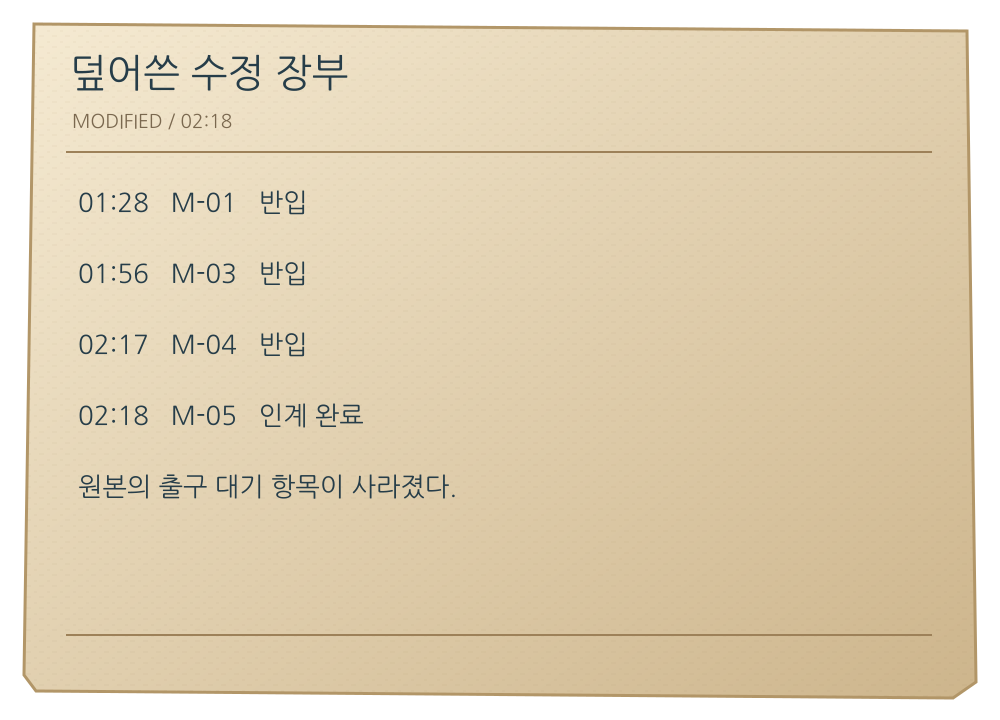 덮어쓴 수정 장부
MODIFIED / 02:18
01:28 M-01 반입
01:56 M-03 반입
02:17 M-04 반입
02:18 M-05 인계 완료
원본의 출구 대기 항목이 사라졌다.